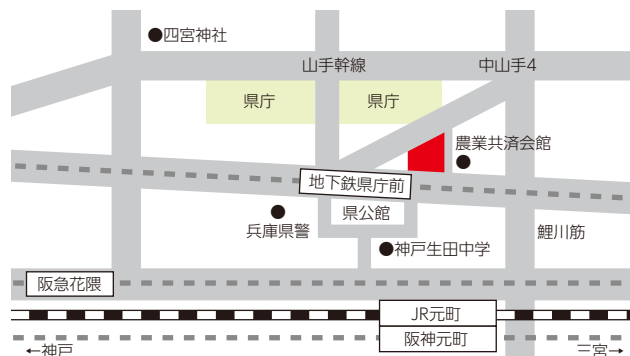 四宮神社
山手幹線
中山手4
県庁
県庁
農業共済会館
地下鉄県庁前
県公館
兵庫県警
鯉川筋
神戸生田中学
阪急花隈
JR元町
阪神元町
←神戸
三宮→